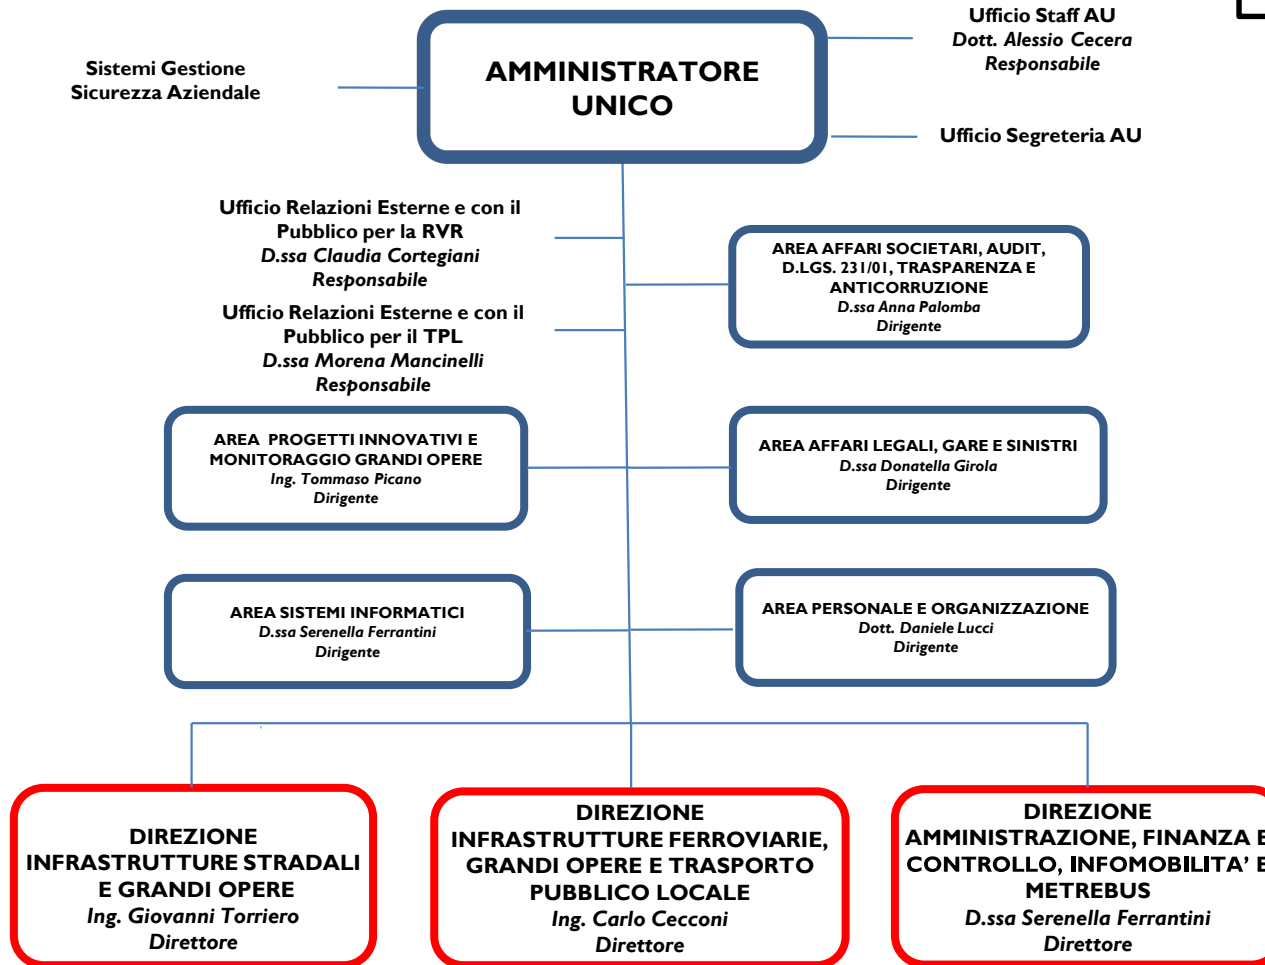 Ufficio Staff AU
Dott. Alessio Cecera
Responsabile
Sistemi Gestione
Sicurezza Aziendale
AMMINISTRATORE
UNICO
Ufficio Segreteria AU
Ufficio Relazioni Esterne e con il
Pubblico per la RVR
D.ssa Claudia Cortegiani
Responsabile
AREA AFFARI SOCIETARI, AUDIT,
D.LGS. 231/01, TRASPARENZA E
ANTICORRUZIONE
D.ssa Anna Palomba
Dirigente
Ufficio Relazioni Esterne e con il
Pubblico per il TPL
D.ssa Morena Mancinelli
Responsabile
AREA PROGETTI INNOVATIVI E
MONITORAGGIO GRANDI OPERE
Ing. Tommaso Picano
Dirigente
AREA AFFARI LEGALI, GARE E SINISTRI
D.ssa Donatella Girola
Dirigente
AREA SISTEMI INFORMATICI
D.ssa Serenella Ferrantini
Dirigente
AREA PERSONALE E ORGANIZZAZIONE
Dott. Daniele Lucci
Dirigente
DIREZIONE
INFRASTRUTTURE STRADALI
E GRANDI OPERE
Ing. Giovanni Torriero
Direttore
DIREZIONE
INFRASTRUTTURE FERROVIARIE,
GRANDI OPERE E TRASPORTO
PUBBLICO LOCALE
Ing. Carlo Cecconi
Direttore
DIREZIONE
AMMINISTRAZIONE, FINANZA E
CONTROLLO, INFOMOBILITA' E
METREBUS
D.ssa Serenella Ferrantini
Direttore